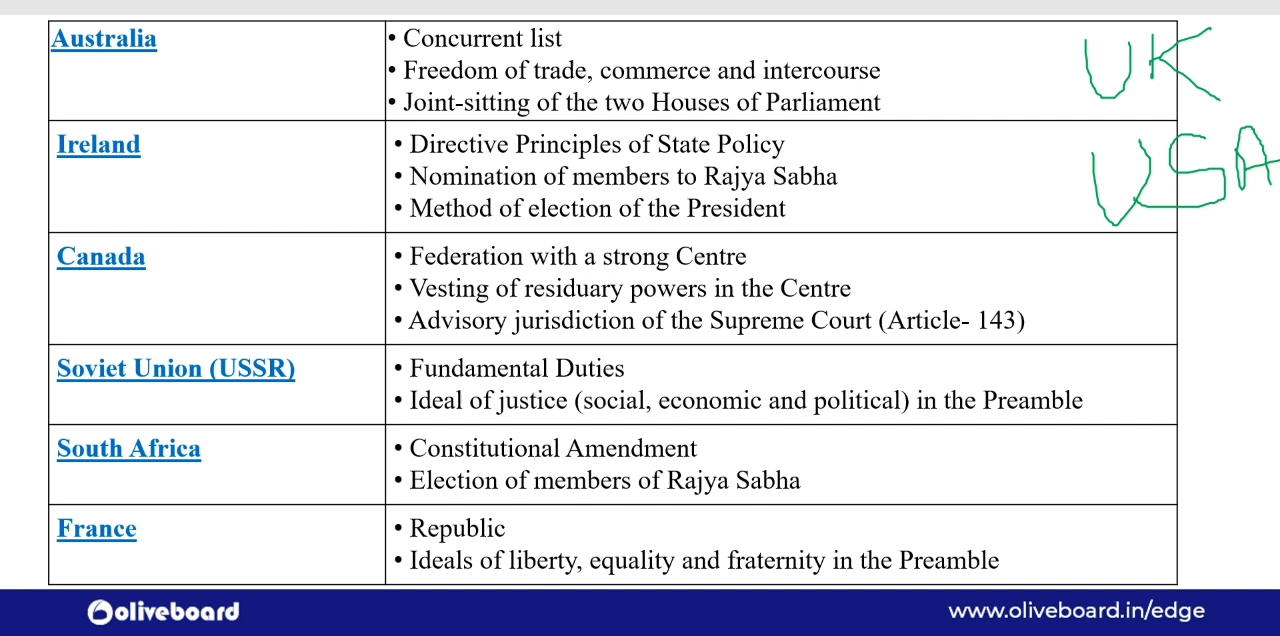 Australia
• Concurrent list
• Freedom of trade, commerce and intercourse
• Joint-sitting of the two Houses of Parliament
UK
USA
Ireland
• Directive Principles of State Policy
• Nomination of members to Rajya Sabha
• Method of election of the President
Canada
• Federation with a strong Centre
• Vesting of residuary powers in the Centre
• Advisory jurisdiction of the Supreme Court (Article- 143)
Soviet Union (USSR)
• Fundamental Duties
• Ideal of justice (social, economic and political) in the Preamble
South Africa
• Constitutional Amendment
• Election of members of Rajya Sabha
France
• Republic
• Ideals of liberty, equality and fraternity in the Preamble
oliveboard
www.oliveboard.in/edge